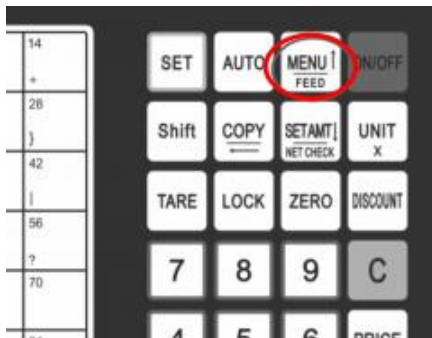 14
+
SET AUTO MENU↑ ON/OFF
FEED
28
}
Shift COPY SETAMT↓ UNIT
← NET CHECK X
42
|
TARE LOCK ZERO DISCOUNT
56
?
70
7 8 9 C
4 5 6 PRICE